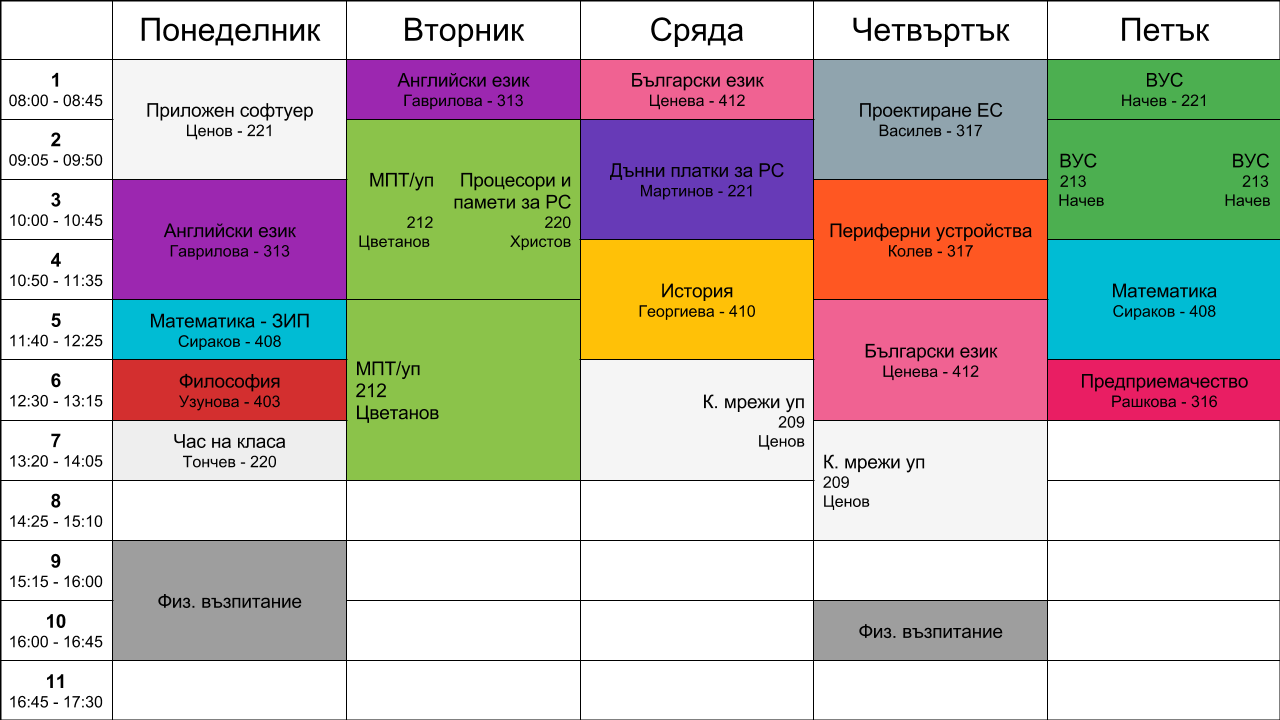 Понеделник
Вторник
Сряда
Четвъртък
Петък
1
08:00 - 08:45
2
09:05 - 09:50
3
10:00 - 10:45
4
10:50 - 11:35
5
11:40 - 12:25
6
12:30 - 13:15
7
13:20 - 14:05
8
14:25 - 15:10
9
15:15 - 16:00
10
16:00 - 16:45
11
16:45 - 17:30
Приложен софтуер
Ценов - 221
Английски език
Гаврилова - 313
Математика - ЗИП
Сираков - 408
Философия
Узунова - 403
Час на класа
Тончев - 220
Физ. възпитание
Английски език
Гаврилова - 313
МПТ/уп
212
Цветанов
Процесори и
памети за РС
220
Христов
МПТ/уп
212
Цветанов
Български език
Ценева - 412
Дънни платки за РС
Мартинов - 221
История
Георгиева - 410
К. мрежи уп
209
Ценов
Проектиране ЕС
Василев - 317
Периферни устройства
Колев - 317
Български език
Ценева - 412
К. мрежи уп
209
Ценов
Физ. възпитание
ВУС
Начев - 221
ВУС
213
Начев
ВУС
213
Начев
Математика
Сираков - 408
Предприемачество
Рашкова - 316